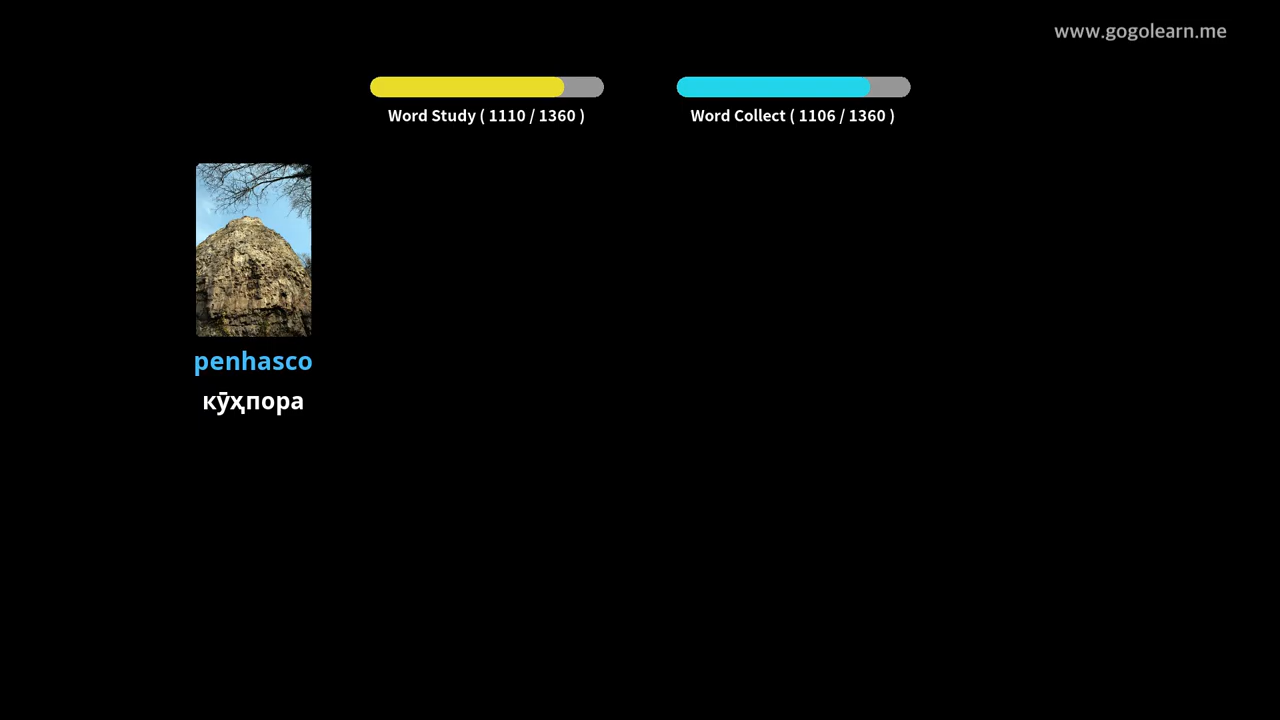 www.gogolearn.me
Word Study ( 1110 / 1360 )
Word Collect ( 1106 / 1360 )
penhasco
кӯҳпора